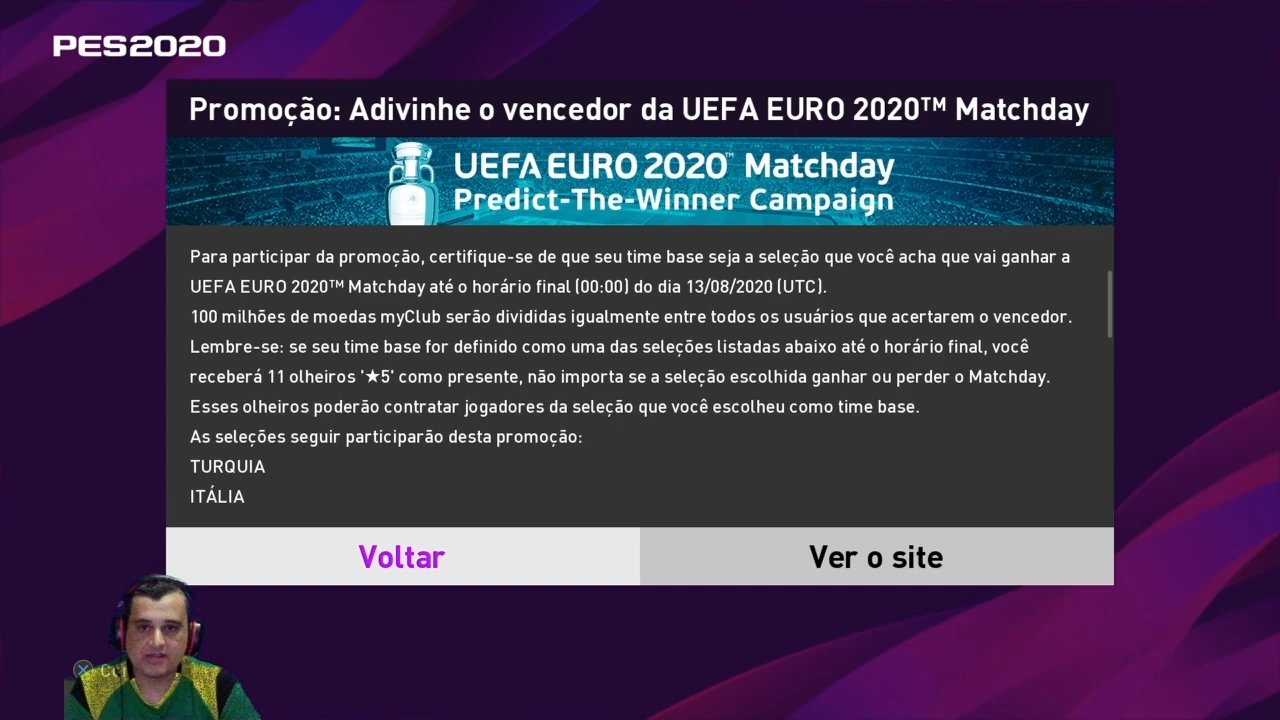 PES2020
Promoção: Adivinhe o vencedor da UEFA EURO 2020™ Matchday
UEFA EURO 2020™ Matchday
Predict-The-Winner Campaign
Para participar da promoção, certifique-se de que seu time base seja a seleção que você acha que vai ganhar a
UEFA EURO 2020™ Matchday até o horário final (00:00) do dia 13/08/2020 (UTC).
100 milhões de moedas myClub serão divididas igualmente entre todos os usuários que acertarem o vencedor.
Lembre-se: se seu time base for definido como uma das seleções listadas abaixo até o horário final, você
receberá 11 olheiros '★5' como presente, não importa se a seleção escolhida ganhar ou perder o Matchday.
Esses olheiros poderão contratar jogadores da seleção que você escolheu como time base.
As seleções seguir participarão desta promoção:
TURQUIA
ITÁLIA
Voltar
Ver o site